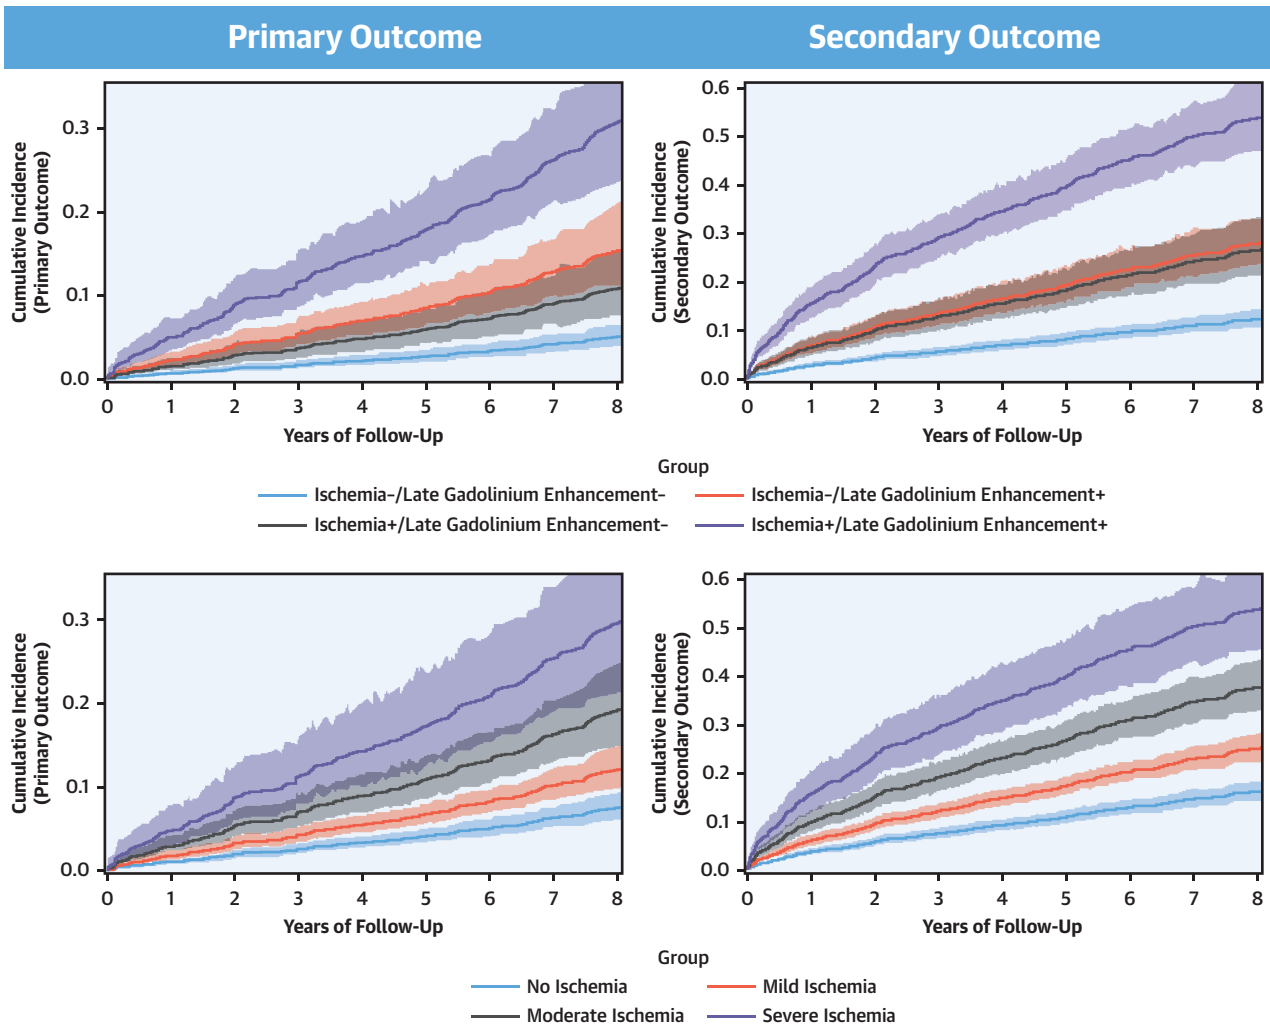 Primary Outcome
Secondary Outcome
Cumulative Incidence
(Primary Outcome)
0.3
0.2
0.1
0.0
0 1 2 3 4 5 6 7 8
Years of Follow-Up
Cumulative Incidence
(Secondary Outcome)
0.6
0.5
0.4
0.3
0.2
0.1
0.0
0 1 2 3 4 5 6 7 8
Years of Follow-Up
Group
Ischemia–/Late Gadolinium Enhancement–
Ischemia–/Late Gadolinium Enhancement+
Ischemia+/Late Gadolinium Enhancement–
Ischemia+/Late Gadolinium Enhancement+
Cumulative Incidence
(Primary Outcome)
0.3
0.2
0.1
0.0
0 1 2 3 4 5 6 7 8
Years of Follow-Up
Cumulative Incidence
(Secondary Outcome)
0.6
0.5
0.4
0.3
0.2
0.1
0.0
0 1 2 3 4 5 6 7 8
Years of Follow-Up
Group
No Ischemia
Mild Ischemia
Moderate Ischemia
Severe Ischemia